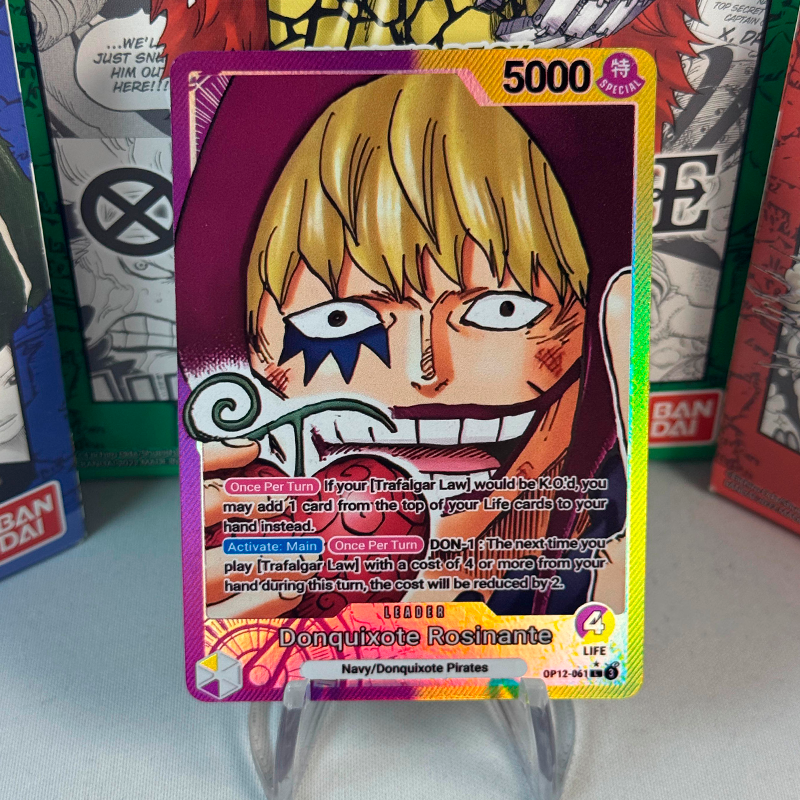 ...WE'LL
JUST SNE
HIM OUT
HERE!!!
TOP SECRET
CAPTAIN
X. D
5000
特
SPECIAL
E
BAN
DAI
BAN
DAI
BAN
DAI
Once Per Turn If your [Trafalgar Law] would be K.O.'d, you
may add 1 card from the top of your Life cards to your
hand instead.
Activate: Main Once Per Turn DON-1 : The next time you
play [Trafalgar Law] with a cost of 4 or more from your
hand during this turn, the cost will be reduced by 2.
LEADER
Donquixote Rosinante
4
LIFE
Navy/Donquixote Pirates
OP12-061 L 3